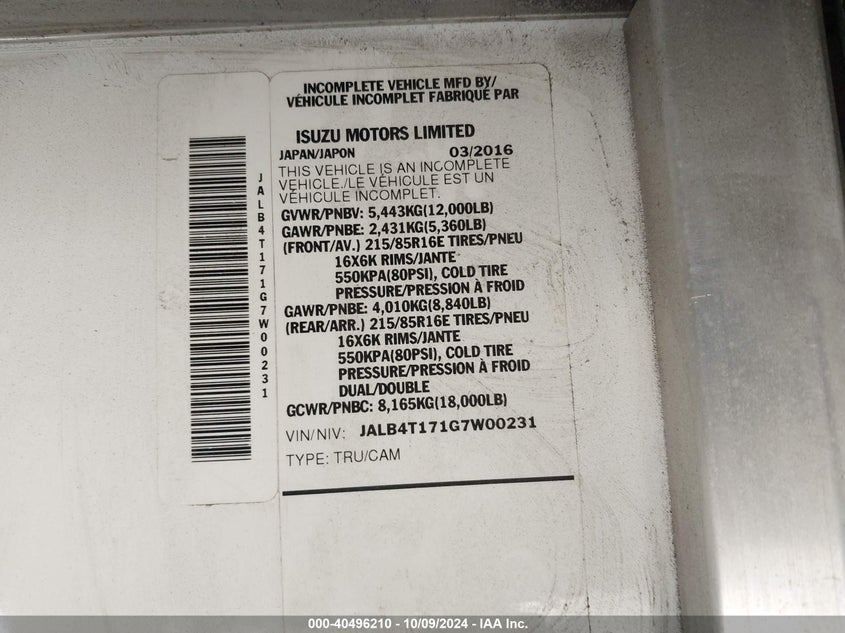 INCOMPLETE VEHICLE MFD BY/
VÉHICULE INCOMPLET FABRIQUÉ PAR
ISUZU MOTORS LIMITED
JAPAN/JAPON 03/2016
THIS VEHICLE IS AN INCOMPLETE
VEHICLE./LE VÉHICULE EST UN
VÉHICULE INCOMPLET.
GVWR/PNBV: 5,443KG(12,000LB)
GAWR/PNBE: 2,431KG(5,360LB)
(FRONT/AV.) 215/85R16E TIRES/PNEU
16X6K RIMS/JANTE
550KPA(80PSI), COLD TIRE
PRESSURE/PRESSION À FROID
GAWR/PNBE: 4,010KG(8,840LB)
(REAR/ARR.) 215/85R16E TIRES/PNEU
16X6K RIMS/JANTE
550KPA(80PSI), COLD TIRE
PRESSURE/PRESSION À FROID
DUAL/DOUBLE
GCWR/PNBC: 8,165KG(18,000LB)
VIN/NIV: JALB4T171G7W00231
TYPE: TRU/CAM
JALB4T171G7W00231
000-40496210 - 10/09/2024 - IAA Inc.